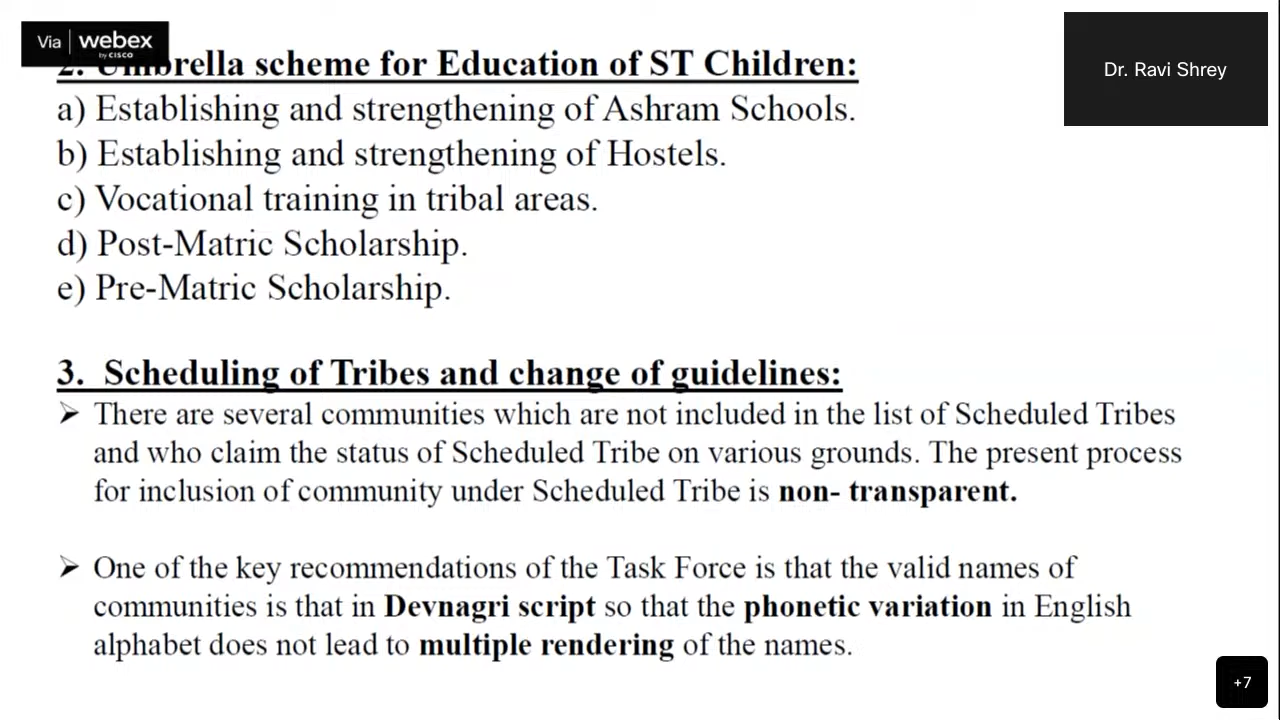 Via webex
by CISCO
Dr. Ravi Shrey
2. Umbrella scheme for Education of ST Children:
a) Establishing and strengthening of Ashram Schools.
b) Establishing and strengthening of Hostels.
c) Vocational training in tribal areas.
d) Post-Matric Scholarship.
e) Pre-Matric Scholarship.
3. Scheduling of Tribes and change of guidelines:
➢ There are several communities which are not included in the list of Scheduled Tribes
and who claim the status of Scheduled Tribe on various grounds. The present process
for inclusion of community under Scheduled Tribe is non- transparent.
➢ One of the key recommendations of the Task Force is that the valid names of
communities is that in Devnagri script so that the phonetic variation in English
alphabet does not lead to multiple rendering of the names.
+7